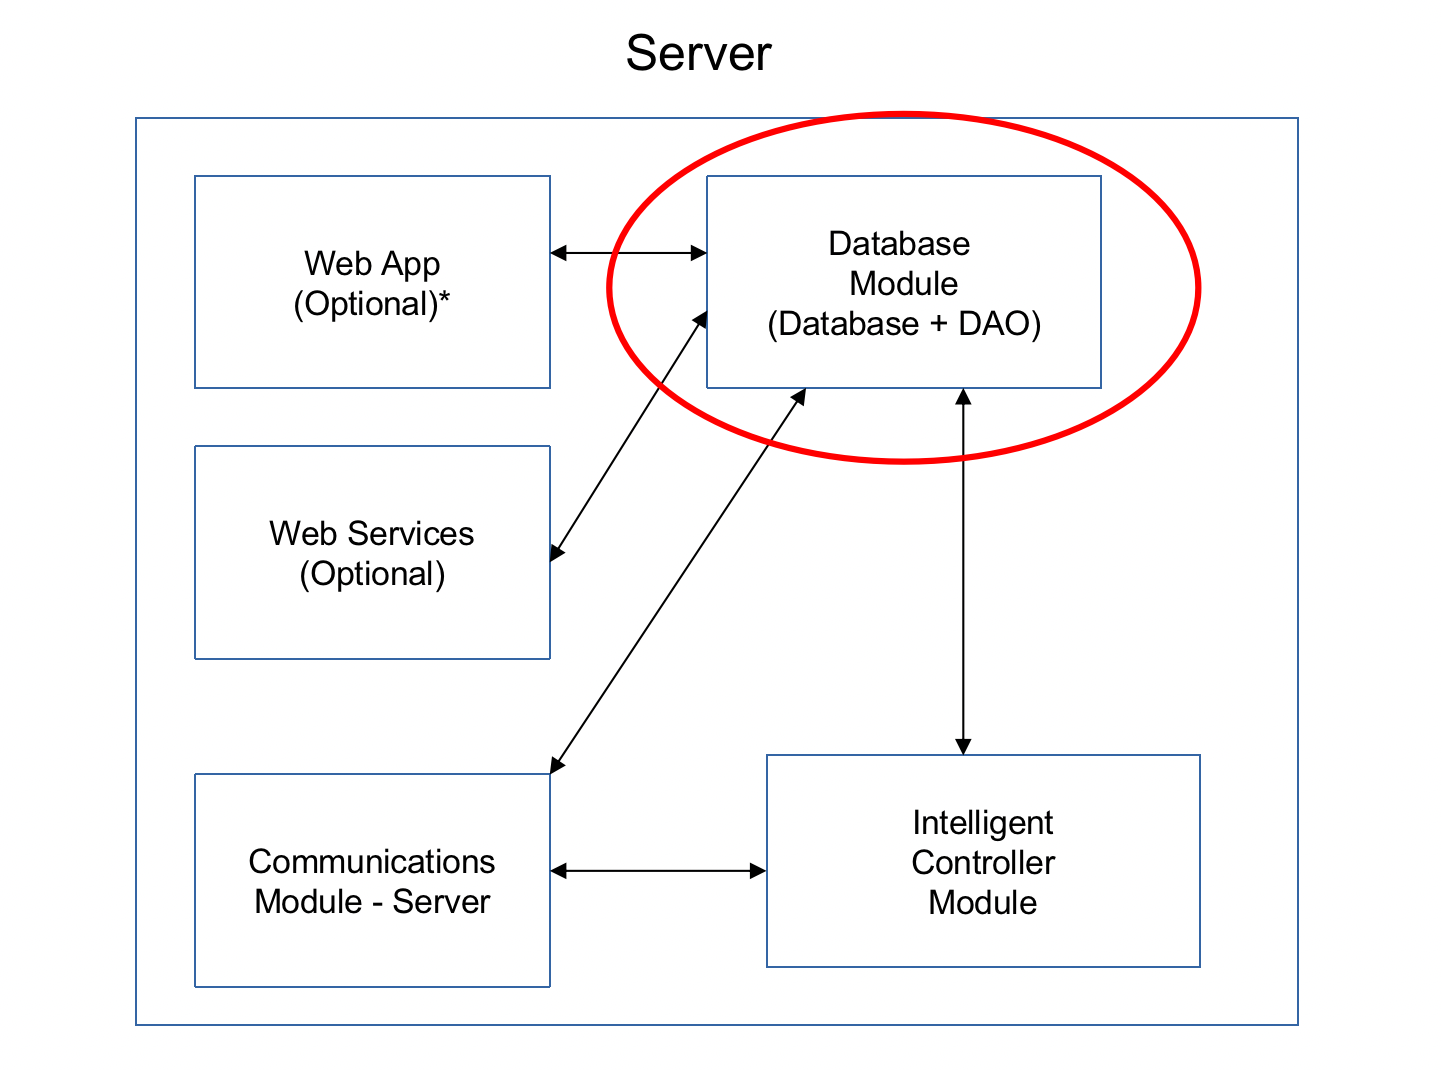 Server
Web App
(Optional)*
Database
Module
(Database + DAO)
Web Services
(Optional)
Communications
Module - Server
Intelligent
Controller
Module